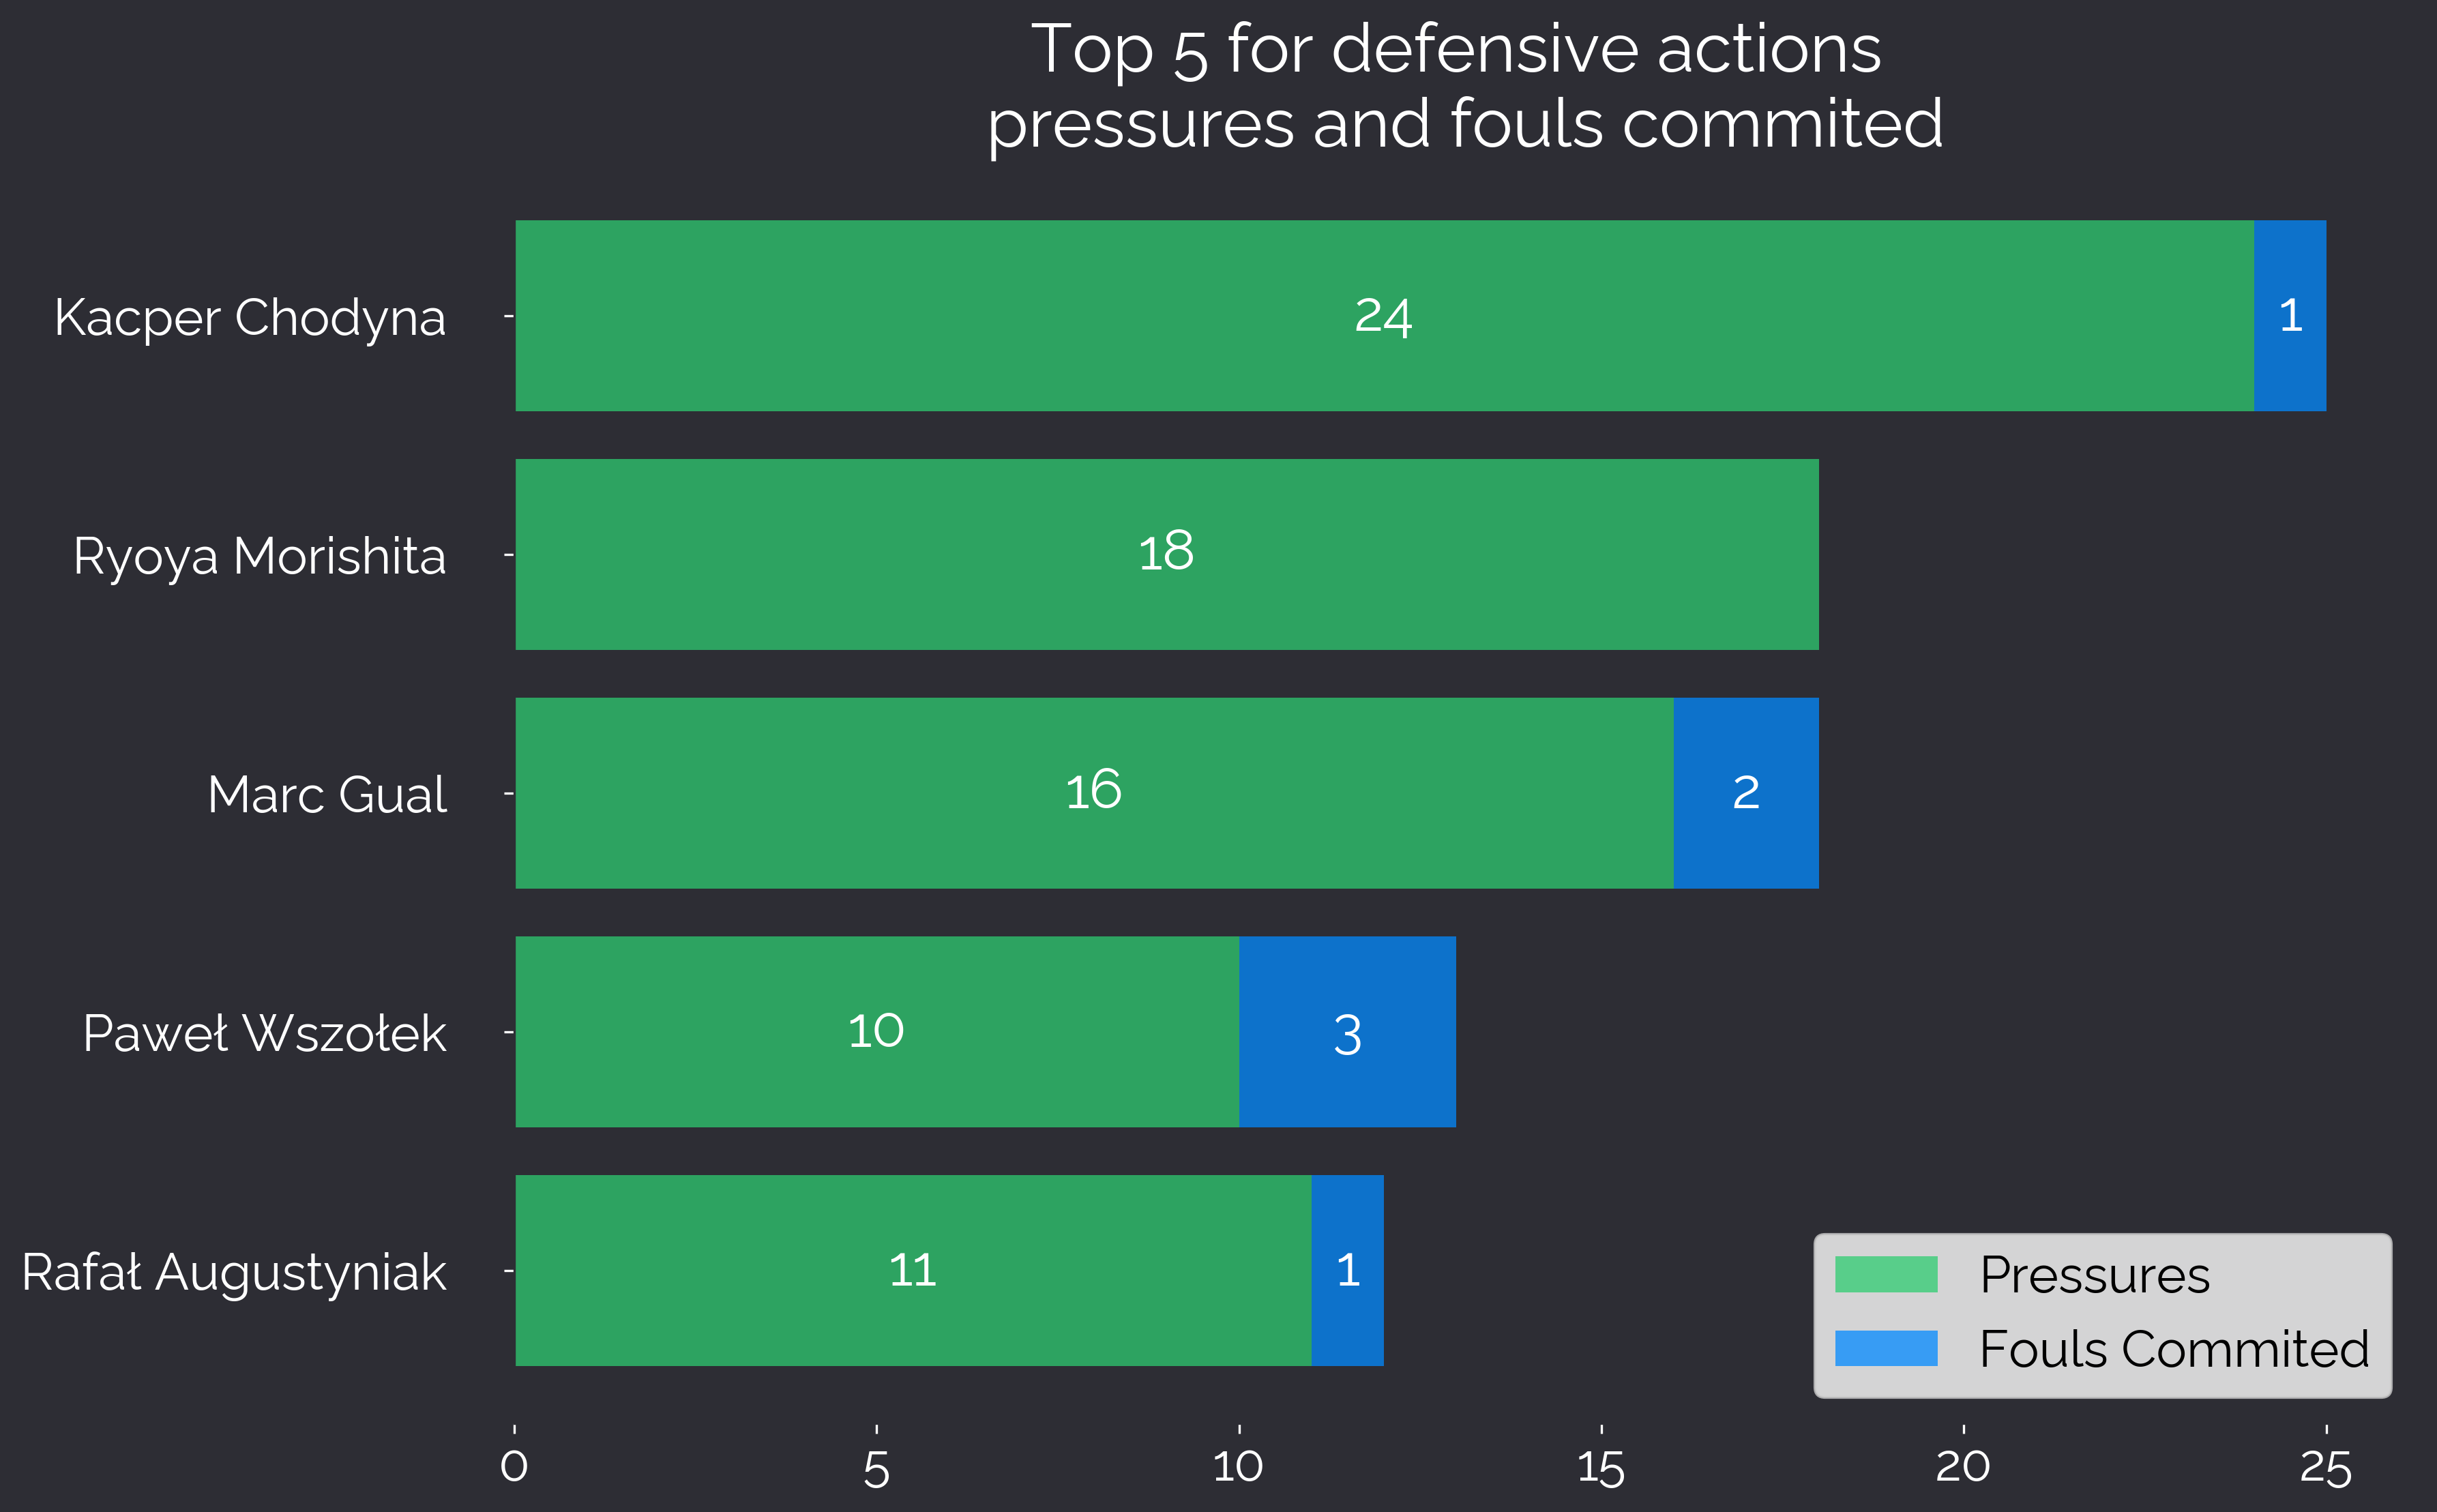 Top 5 for defensive actions
pressures and fouls commited
Kacper Chodyna
24
1
Ryoya Morishita
18
Marc Gual
16
2
Paweł Wszołek
10
3
Rafał Augustyniak
11
1
Pressures
Fouls Commited
0
5
10
15
20
25